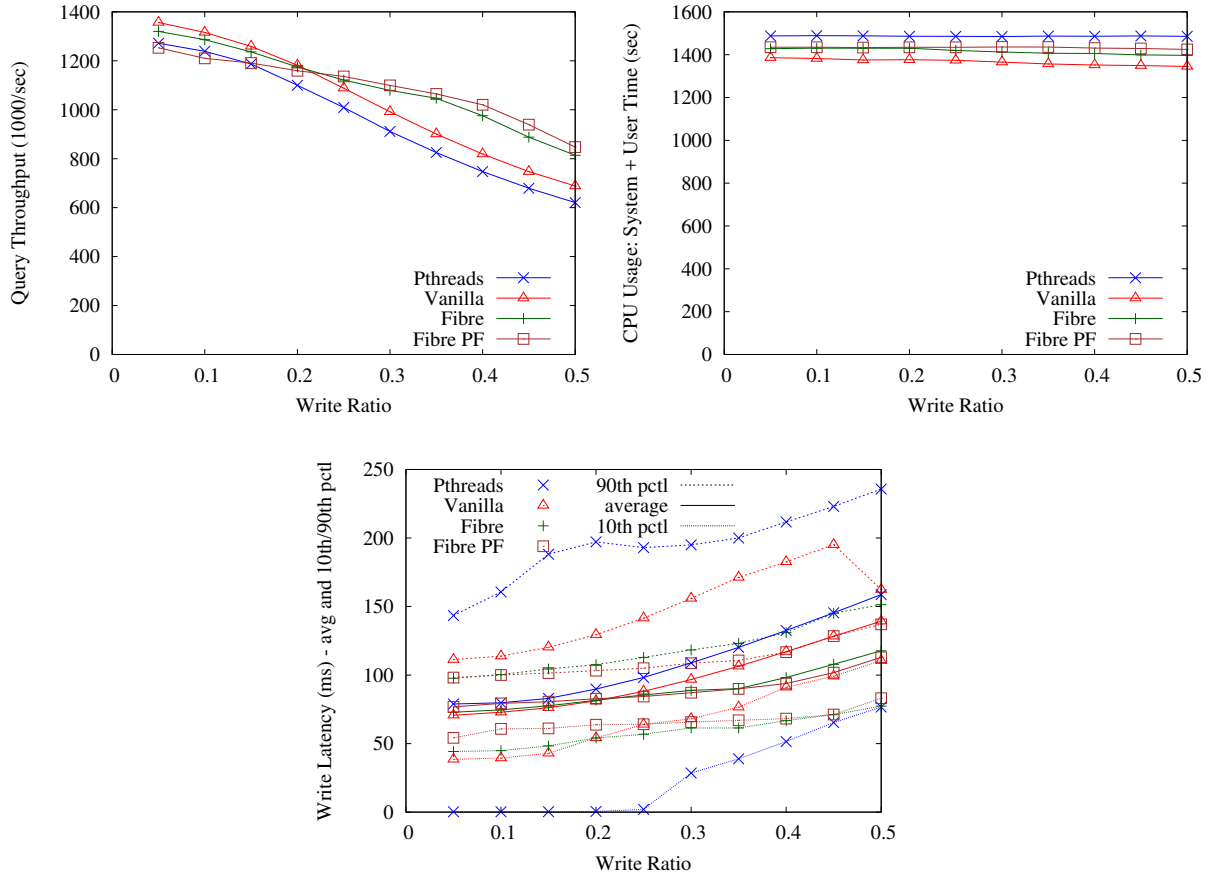 Query Throughput (1000/sec)
1400
1200
1000
800
600
400
200
0
Pthreads
Vanilla
Fibre
Fibre PF
0 0.1 0.2 0.3 0.4 0.5
Write Ratio
CPU Usage: System + User Time (sec)
1600
1400
1200
1000
800
600
400
200
0
Pthreads
Vanilla
Fibre
Fibre PF
0 0.1 0.2 0.3 0.4 0.5
Write Ratio
Write Latency (ms) - avg and 10th/90th pctl
250
200
150
100
50
0
Pthreads 90th pctl
Vanilla average
Fibre 10th pctl
Fibre PF
0 0.1 0.2 0.3 0.4 0.5
Write Ratio